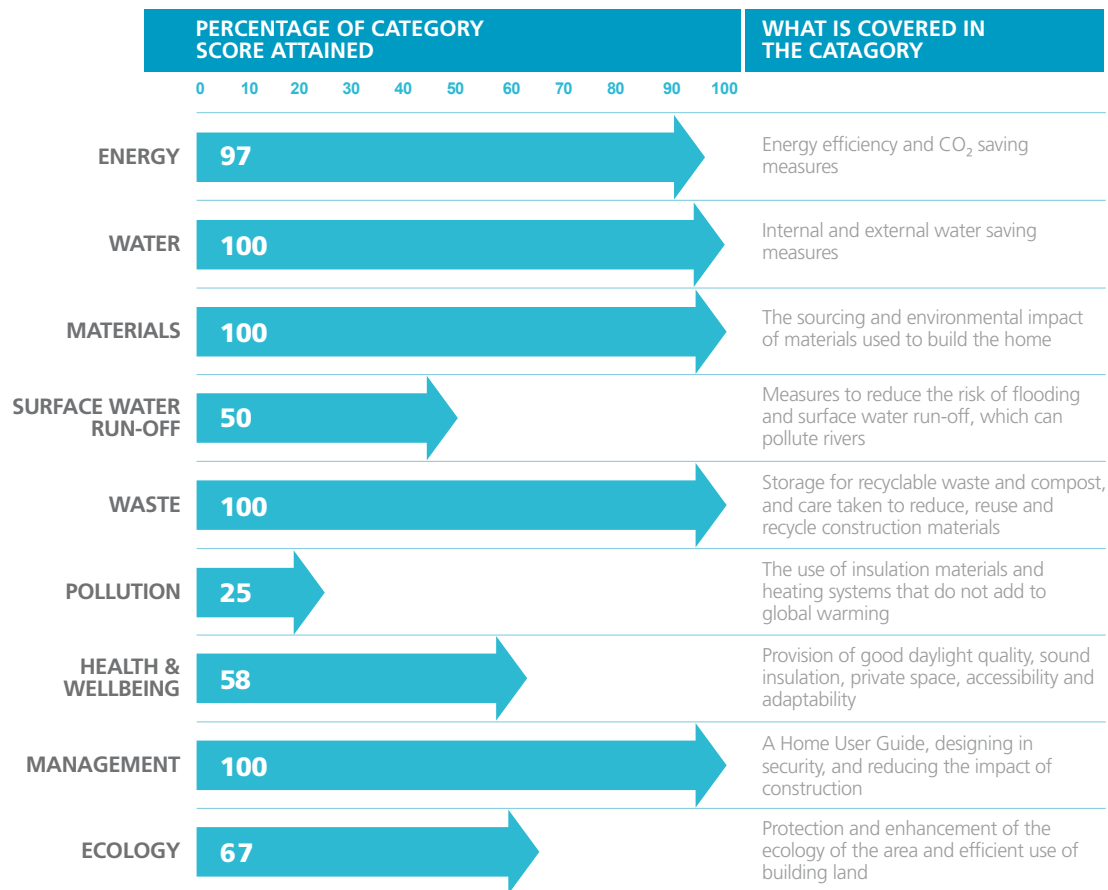 PERCENTAGE OF CATEGORY
SCORE ATTAINED
WHAT IS COVERED IN
THE CATAGORY
0 10 20 30 40 50 60 70 80 90 100
ENERGY
97
Energy efficiency and CO₂ saving
measures
WATER
100
Internal and external water saving
measures
MATERIALS
100
The sourcing and environmental impact
of materials used to build the home
SURFACE WATER
RUN-OFF
50
Measures to reduce the risk of flooding
and surface water run-off, which can
pollute rivers
WASTE
100
Storage for recyclable waste and compost,
and care taken to reduce, reuse and
recycle construction materials
POLLUTION
25
The use of insulation materials and
heating systems that do not add to
global warming
HEALTH &
WELLBEING
58
Provision of good daylight quality, sound
insulation, private space, accessibility and
adaptability
MANAGEMENT
100
A Home User Guide, designing in
security, and reducing the impact of
construction
ECOLOGY
67
Protection and enhancement of the
ecology of the area and efficient use of
building land